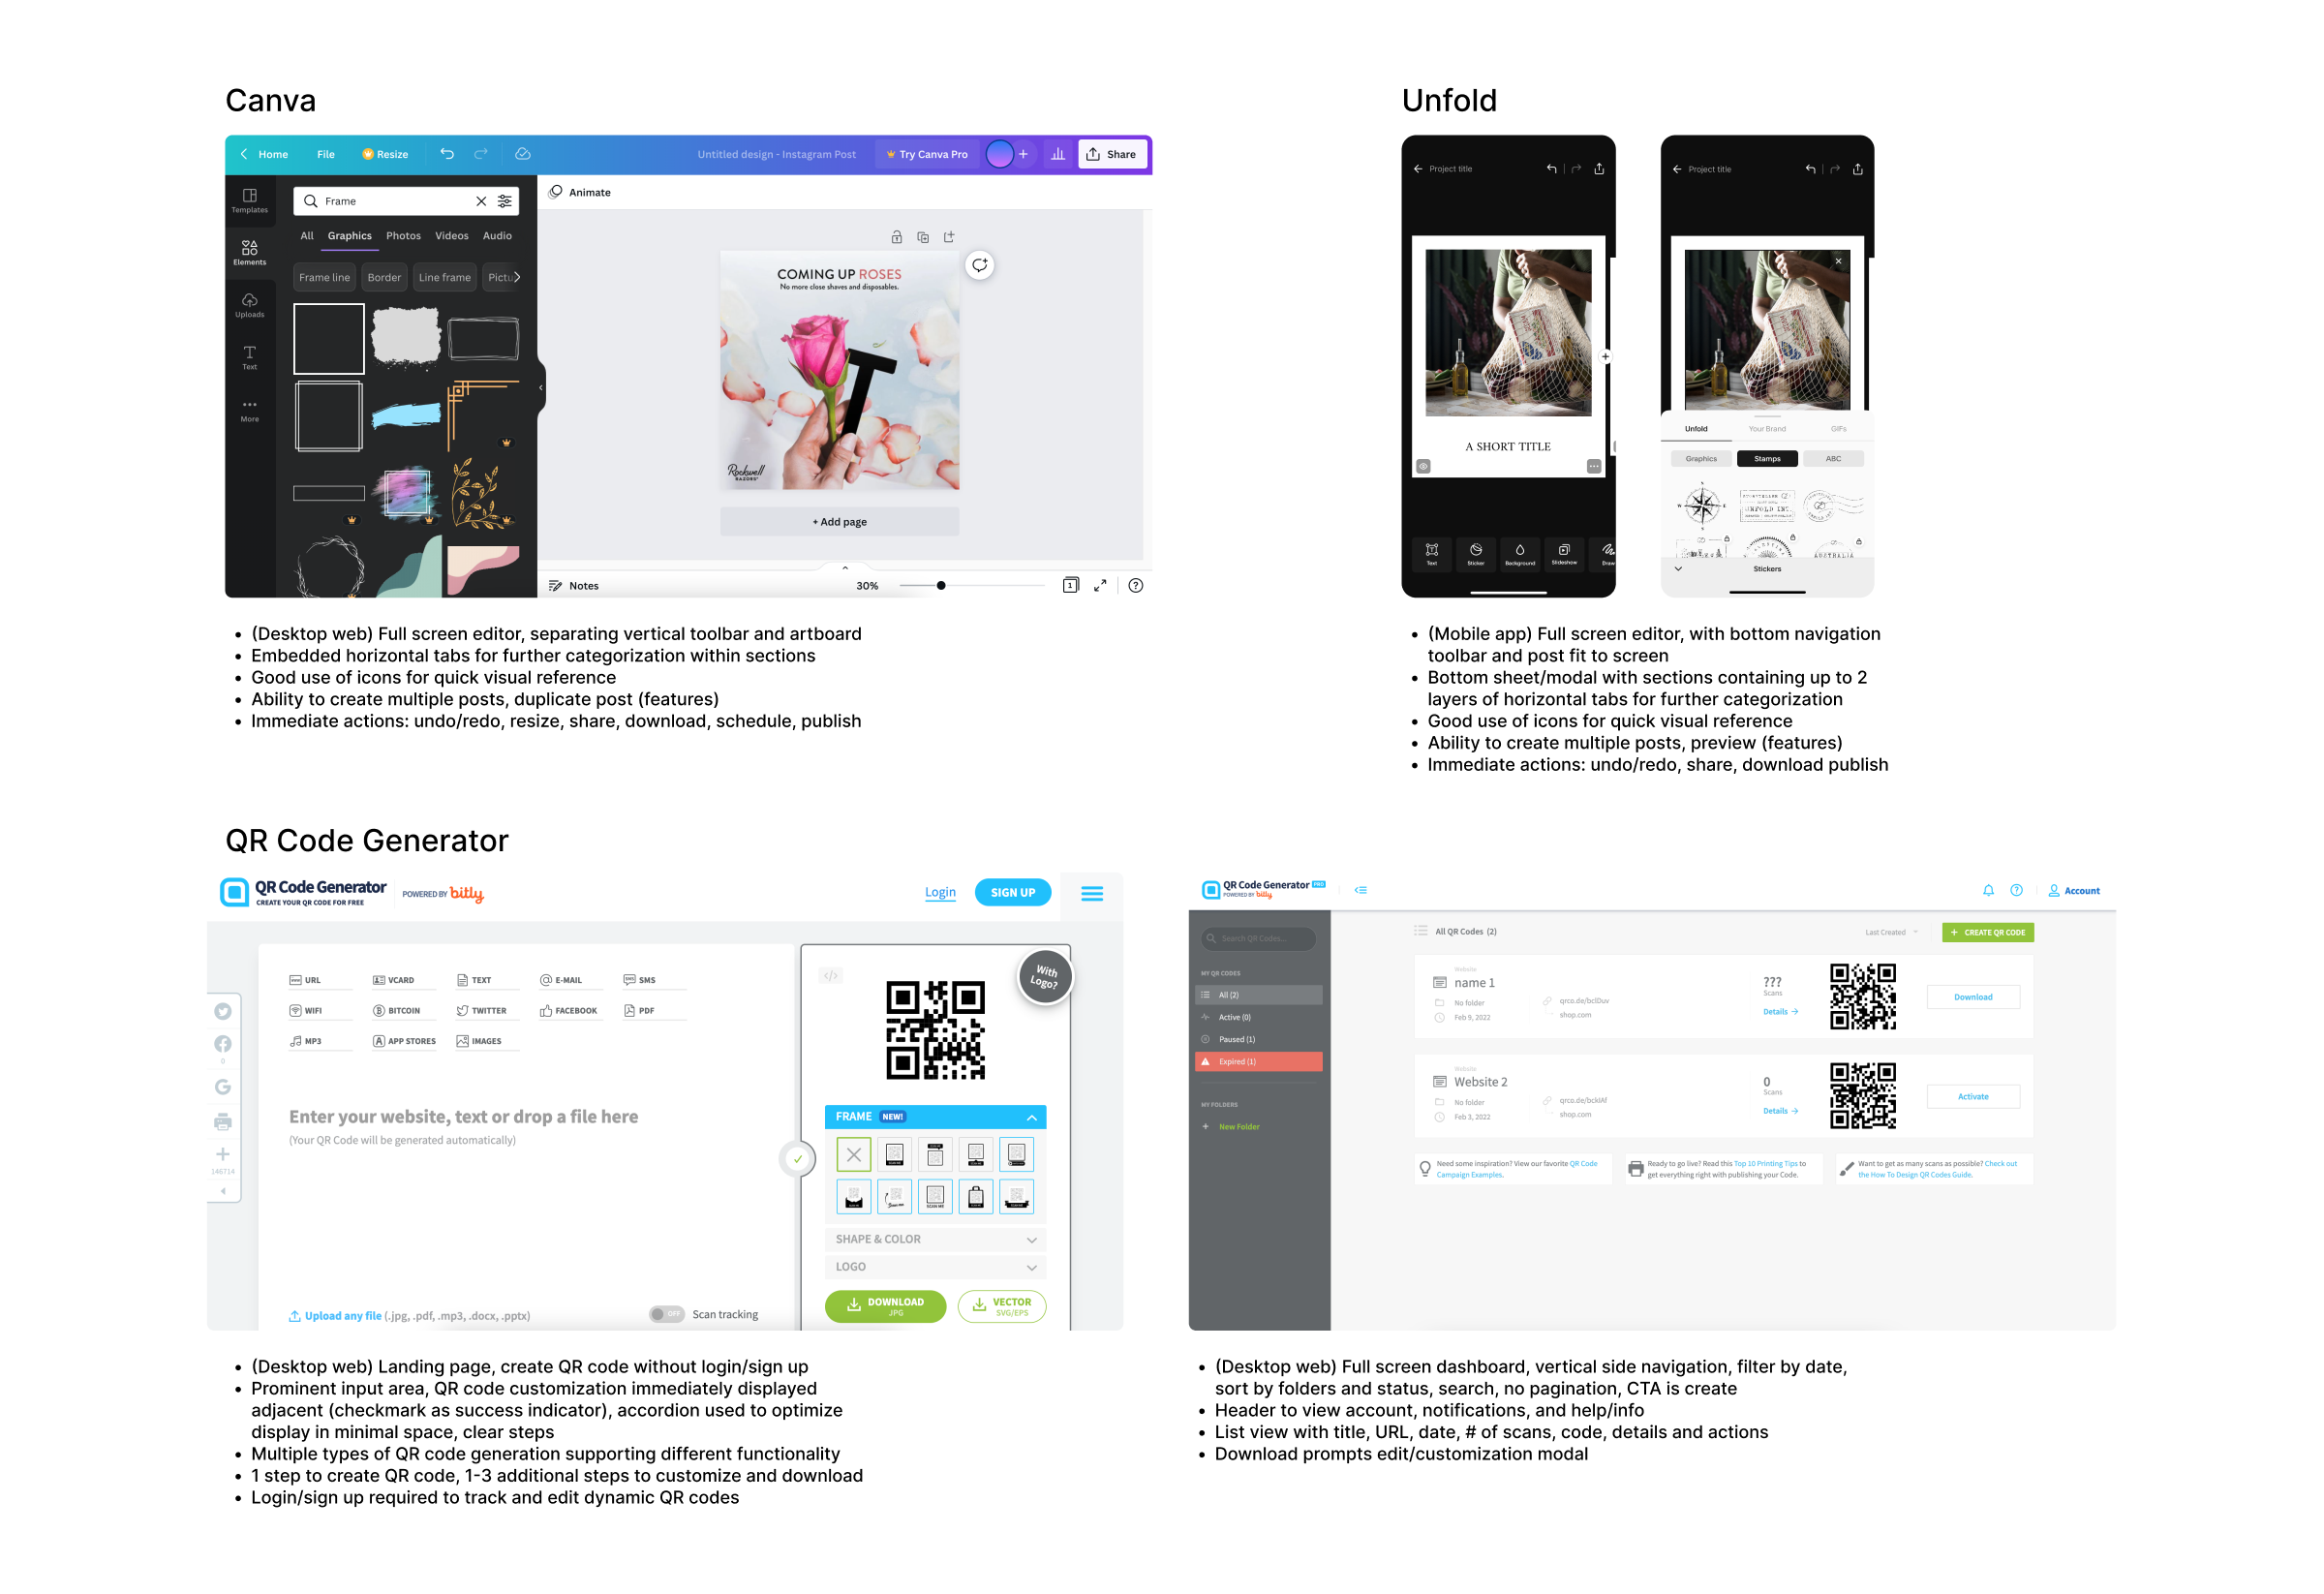 Canva
Home File Resize Untitled design - Instagram Post Try Canva Pro + Share
Templates
Elements
Uploads
Text
More
Frame
All Graphics Photos Videos Audio
Frame line Border Line frame Pictu
Animate
COMING UP ROSES
No more close shaves and disposables.
T
Rockwell
RAZORS
+ Add page
Notes 30% 1
• (Desktop web) Full screen editor, separating vertical toolbar and artboard
• Embedded horizontal tabs for further categorization within sections
• Good use of icons for quick visual reference
• Ability to create multiple posts, duplicate post (features)
• Immediate actions: undo/redo, resize, share, download, schedule, publish
Unfold
Project title
A SHORT TITLE
Text Sticker Background Slideshow Draw
Project title
Unfold Your Brand GIFs
Graphics Stamps ABC
N
W E
S
UNFOLD INC.
AUSTRALIA
Stickers
• (Mobile app) Full screen editor, with bottom navigation
toolbar and post fit to screen
• Bottom sheet/modal with sections containing up to 2
layers of horizontal tabs for further categorization
• Good use of icons for quick visual reference
• Ability to create multiple posts, preview (features)
• Immediate actions: undo/redo, share, download publish
QR Code Generator
QR Code Generator
CREATE YOUR QR CODE FOR FREE
POWERED BY bitly
Login SIGN UP
0
146714
URL VCARD TEXT E-MAIL SMS
WIFI BITCOIN TWITTER FACEBOOK PDF
MP3 APP STORES IMAGES
Enter your website, text or drop a file here
(Your QR Code will be generated automatically)
Upload any file (.jpg, .pdf, .mp3, .docx, .pptx)
OFF Scan tracking
</>
With
Logo?
FRAME NEW!
SHAPE & COLOR
LOGO
DOWNLOAD
JPG
VECTOR
SVG/EPS
• (Desktop web) Landing page, create QR code without login/sign up
• Prominent input area, QR code customization immediately displayed
adjacent (checkmark as success indicator), accordion used to optimize
display in minimal space, clear steps
• Multiple types of QR code generation supporting different functionality
• 1 step to create QR code, 1-3 additional steps to customize and download
• Login/sign up required to track and edit dynamic QR codes
QR Code Generator PRO
POWERED BY bitly
Account
Search QR Codes...
MY QR CODES
All (2)
Active (0)
Paused (1)
Expired (1)
MY FOLDERS
+ New Folder
All QR Codes (2)
Last Created
+ CREATE QR CODE
Website
name 1
No folder
Feb 9, 2022
qrco.de/bclDuv
shop.com
???
Scans
Details
Download
Website
Website 2
No folder
Feb 3, 2022
qrco.de/bckiAf
shop.com
0
Scans
Details
Activate
Need some inspiration? View our favorite QR Code
Campaign Examples.
Ready to go live? Read this Top 10 Printing Tips to
get everything right with publishing your Code.
Want to get as many scans as possible? Check out
the How To Design QR Codes Guide.
• (Desktop web) Full screen dashboard, vertical side navigation, filter by date,
sort by folders and status, search, no pagination, CTA is create
• Header to view account, notifications, and help/info
• List view with title, URL, date, # of scans, code, details and actions
• Download prompts edit/customization modal